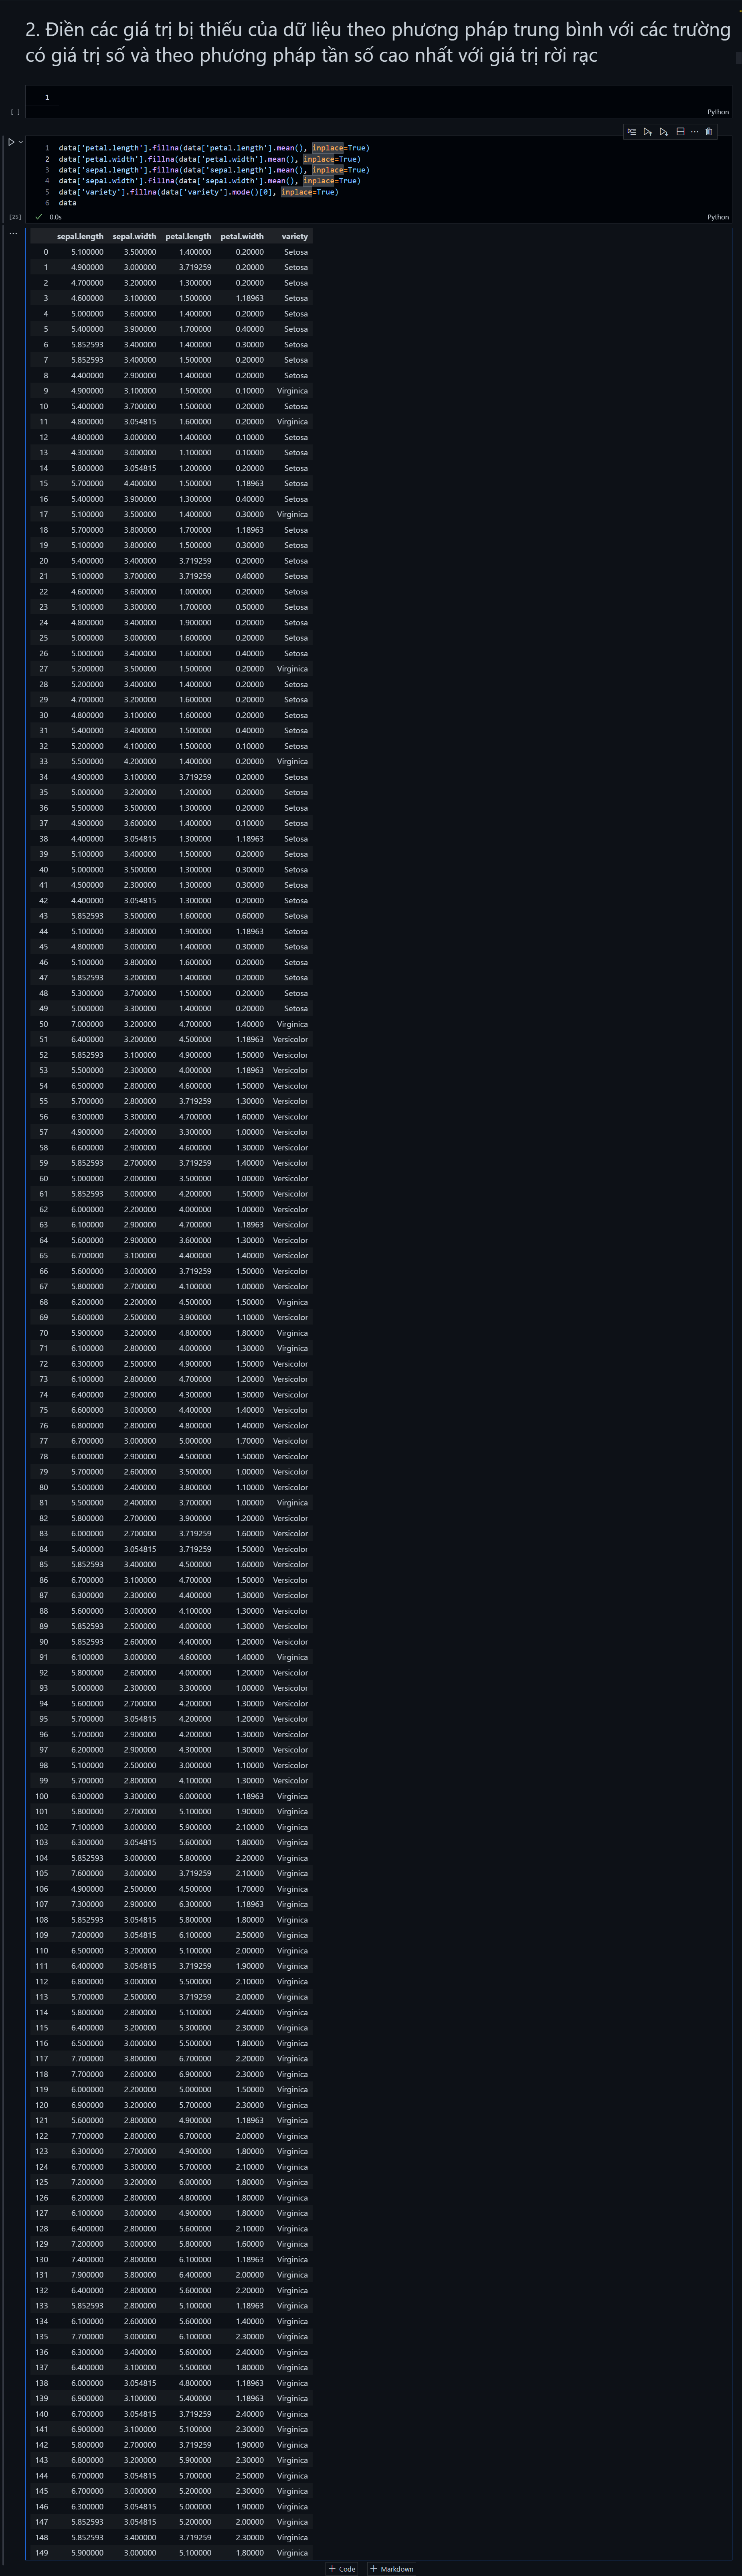 2. Điền các giá trị bị thiếu của dữ liệu theo phương pháp trung bình với các trường
có giá trị số và theo phương pháp tần số cao nhất với giá trị rời rạc
1
[ ]
Python
1 data['petal.length'].fillna(data['petal.length'].mean(), inplace=True)
2 data['petal.width'].fillna(data['petal.width'].mean(), inplace=True)
3 data['sepal.length'].fillna(data['sepal.length'].mean(), inplace=True)
4 data['sepal.width'].fillna(data['sepal.width'].mean(), inplace=True)
5 data['variety'].fillna(data['variety'].mode()[0], inplace=True)
6 data
[25] 0.0s Python
sepal.length sepal.width petal.length petal.width variety
0 5.100000 3.500000 1.400000 0.20000 Setosa
1 4.900000 3.000000 3.719259 0.20000 Setosa
2 4.700000 3.200000 1.300000 0.20000 Setosa
3 4.600000 3.100000 1.500000 1.18963 Setosa
4 5.000000 3.600000 1.400000 0.20000 Setosa
5 5.400000 3.900000 1.700000 0.40000 Setosa
6 5.852593 3.400000 1.400000 0.30000 Setosa
7 5.852593 3.400000 1.500000 0.20000 Setosa
8 4.400000 2.900000 1.400000 0.20000 Setosa
9 4.900000 3.100000 1.500000 0.10000 Virginica
10 5.400000 3.700000 1.500000 0.20000 Setosa
11 4.800000 3.054815 1.600000 0.20000 Virginica
12 4.800000 3.000000 1.400000 0.10000 Setosa
13 4.300000 3.000000 1.100000 0.10000 Setosa
14 5.800000 3.054815 1.200000 0.20000 Setosa
15 5.700000 4.400000 1.500000 1.18963 Setosa
16 5.400000 3.900000 1.300000 0.40000 Setosa
17 5.100000 3.500000 1.400000 0.30000 Virginica
18 5.700000 3.800000 1.700000 1.18963 Setosa
19 5.100000 3.800000 1.500000 0.30000 Setosa
20 5.400000 3.400000 3.719259 0.20000 Setosa
21 5.100000 3.700000 3.719259 0.40000 Setosa
22 4.600000 3.600000 1.000000 0.20000 Setosa
23 5.100000 3.300000 1.700000 0.50000 Setosa
24 4.800000 3.400000 1.900000 0.20000 Setosa
25 5.000000 3.000000 1.600000 0.20000 Setosa
26 5.000000 3.400000 1.600000 0.40000 Setosa
27 5.200000 3.500000 1.500000 0.20000 Virginica
28 5.200000 3.400000 1.400000 0.20000 Setosa
29 4.700000 3.200000 1.600000 0.20000 Setosa
30 4.800000 3.100000 1.600000 0.20000 Setosa
31 5.400000 3.400000 1.500000 0.40000 Setosa
32 5.200000 4.100000 1.500000 0.10000 Setosa
33 5.500000 4.200000 1.400000 0.20000 Virginica
34 4.900000 3.100000 3.719259 0.20000 Setosa
35 5.000000 3.200000 1.200000 0.20000 Setosa
36 5.500000 3.500000 1.300000 0.20000 Setosa
37 4.900000 3.600000 1.400000 0.10000 Setosa
38 4.400000 3.054815 1.300000 1.18963 Setosa
39 5.100000 3.400000 1.500000 0.20000 Setosa
40 5.000000 3.500000 1.300000 0.30000 Setosa
41 4.500000 2.300000 1.300000 0.30000 Setosa
42 4.400000 3.054815 1.300000 0.20000 Setosa
43 5.852593 3.500000 1.600000 0.60000 Setosa
44 5.100000 3.800000 1.900000 1.18963 Setosa
45 4.800000 3.000000 1.400000 0.30000 Setosa
46 5.100000 3.800000 1.600000 0.20000 Setosa
47 5.852593 3.200000 1.400000 0.20000 Setosa
48 5.300000 3.700000 1.500000 0.20000 Setosa
49 5.000000 3.300000 1.400000 0.20000 Setosa
50 7.000000 3.200000 4.700000 1.40000 Virginica
51 6.400000 3.200000 4.500000 1.18963 Versicolor
52 5.852593 3.100000 4.900000 1.50000 Versicolor
53 5.500000 2.300000 4.000000 1.18963 Versicolor
54 6.500000 2.800000 4.600000 1.50000 Versicolor
55 5.700000 2.800000 3.719259 1.30000 Versicolor
56 6.300000 3.300000 4.700000 1.60000 Versicolor
57 4.900000 2.400000 3.300000 1.00000 Versicolor
58 6.600000 2.900000 4.600000 1.30000 Versicolor
59 5.852593 2.700000 3.719259 1.40000 Versicolor
60 5.000000 2.000000 3.500000 1.00000 Versicolor
61 5.852593 3.000000 4.200000 1.50000 Versicolor
62 6.000000 2.200000 4.000000 1.00000 Versicolor
63 6.100000 2.900000 4.700000 1.18963 Versicolor
64 5.600000 2.900000 3.600000 1.30000 Versicolor
65 6.700000 3.100000 4.400000 1.40000 Versicolor
66 5.600000 3.000000 3.719259 1.50000 Versicolor
67 5.800000 2.700000 4.100000 1.00000 Versicolor
68 6.200000 2.200000 4.500000 1.50000 Virginica
69 5.600000 2.500000 3.900000 1.10000 Versicolor
70 5.900000 3.200000 4.800000 1.80000 Virginica
71 6.100000 2.800000 4.000000 1.30000 Virginica
72 6.300000 2.500000 4.900000 1.50000 Versicolor
73 6.100000 2.800000 4.700000 1.20000 Versicolor
74 6.400000 2.900000 4.300000 1.30000 Versicolor
75 6.600000 3.000000 4.400000 1.40000 Versicolor
76 6.800000 2.800000 4.800000 1.40000 Versicolor
77 6.700000 3.000000 5.000000 1.70000 Versicolor
78 6.000000 2.900000 4.500000 1.50000 Versicolor
79 5.700000 2.600000 3.500000 1.00000 Versicolor
80 5.500000 2.400000 3.800000 1.10000 Versicolor
81 5.500000 2.400000 3.700000 1.00000 Virginica
82 5.800000 2.700000 3.900000 1.20000 Versicolor
83 6.000000 2.700000 3.719259 1.60000 Versicolor
84 5.400000 3.054815 3.719259 1.50000 Versicolor
85 5.852593 3.400000 4.500000 1.60000 Versicolor
86 6.700000 3.100000 4.700000 1.50000 Versicolor
87 6.300000 2.300000 4.400000 1.30000 Versicolor
88 5.600000 3.000000 4.100000 1.30000 Versicolor
89 5.852593 2.500000 4.000000 1.30000 Versicolor
90 5.852593 2.600000 4.400000 1.20000 Versicolor
91 6.100000 3.000000 4.600000 1.40000 Virginica
92 5.800000 2.600000 4.000000 1.20000 Versicolor
93 5.000000 2.300000 3.300000 1.00000 Versicolor
94 5.600000 2.700000 4.200000 1.30000 Versicolor
95 5.700000 3.054815 4.200000 1.20000 Versicolor
96 5.700000 2.900000 4.200000 1.30000 Versicolor
97 6.200000 2.900000 4.300000 1.30000 Versicolor
98 5.100000 2.500000 3.000000 1.10000 Versicolor
99 5.700000 2.800000 4.100000 1.30000 Versicolor
100 6.300000 3.300000 6.000000 1.18963 Virginica
101 5.800000 2.700000 5.100000 1.90000 Virginica
102 7.100000 3.000000 5.900000 2.10000 Virginica
103 6.300000 3.054815 5.600000 1.80000 Virginica
104 5.852593 3.000000 5.800000 2.20000 Virginica
105 7.600000 3.000000 3.719259 2.10000 Virginica
106 4.900000 2.500000 4.500000 1.70000 Virginica
107 7.300000 2.900000 6.300000 1.18963 Virginica
108 5.852593 3.054815 5.800000 1.80000 Virginica
109 7.200000 3.054815 6.100000 2.50000 Virginica
110 6.500000 3.200000 5.100000 2.00000 Virginica
111 6.400000 3.054815 3.719259 1.90000 Virginica
112 6.800000 3.000000 5.500000 2.10000 Virginica
113 5.700000 2.500000 3.719259 2.00000 Virginica
114 5.800000 2.800000 5.100000 2.40000 Virginica
115 6.400000 3.200000 5.300000 2.30000 Virginica
116 6.500000 3.000000 5.500000 1.80000 Virginica
117 7.700000 3.800000 6.700000 2.20000 Virginica
118 7.700000 2.600000 6.900000 2.30000 Virginica
119 6.000000 2.200000 5.000000 1.50000 Virginica
120 6.900000 3.200000 5.700000 2.30000 Virginica
121 5.600000 2.800000 4.900000 1.18963 Virginica
122 7.700000 2.800000 6.700000 2.00000 Virginica
123 6.300000 2.700000 4.900000 1.80000 Virginica
124 6.700000 3.300000 5.700000 2.10000 Virginica
125 7.200000 3.200000 6.000000 1.80000 Virginica
126 6.200000 2.800000 4.800000 1.80000 Virginica
127 6.100000 3.000000 4.900000 1.80000 Virginica
128 6.400000 2.800000 5.600000 2.10000 Virginica
129 7.200000 3.000000 5.800000 1.60000 Virginica
130 7.400000 2.800000 6.100000 1.18963 Virginica
131 7.900000 3.800000 6.400000 2.00000 Virginica
132 6.400000 2.800000 5.600000 2.20000 Virginica
133 5.852593 2.800000 5.100000 1.18963 Virginica
134 6.100000 2.600000 5.600000 1.40000 Virginica
135 7.700000 3.000000 6.100000 2.30000 Virginica
136 6.300000 3.400000 5.600000 2.40000 Virginica
137 6.400000 3.100000 5.500000 1.80000 Virginica
138 6.000000 3.054815 4.800000 1.18963 Virginica
139 6.900000 3.100000 5.400000 1.18963 Virginica
140 6.700000 3.054815 3.719259 2.40000 Virginica
141 6.900000 3.100000 5.100000 2.30000 Virginica
142 5.800000 2.700000 3.719259 1.90000 Virginica
143 6.800000 3.200000 5.900000 2.30000 Virginica
144 6.700000 3.054815 5.700000 2.50000 Virginica
145 6.700000 3.000000 5.200000 2.30000 Virginica
146 6.300000 3.054815 5.000000 1.90000 Virginica
147 5.852593 3.054815 5.200000 2.00000 Virginica
148 5.852593 3.400000 3.719259 2.30000 Virginica
149 5.900000 3.000000 5.100000 1.80000 Virginica
+ Code + Markdown